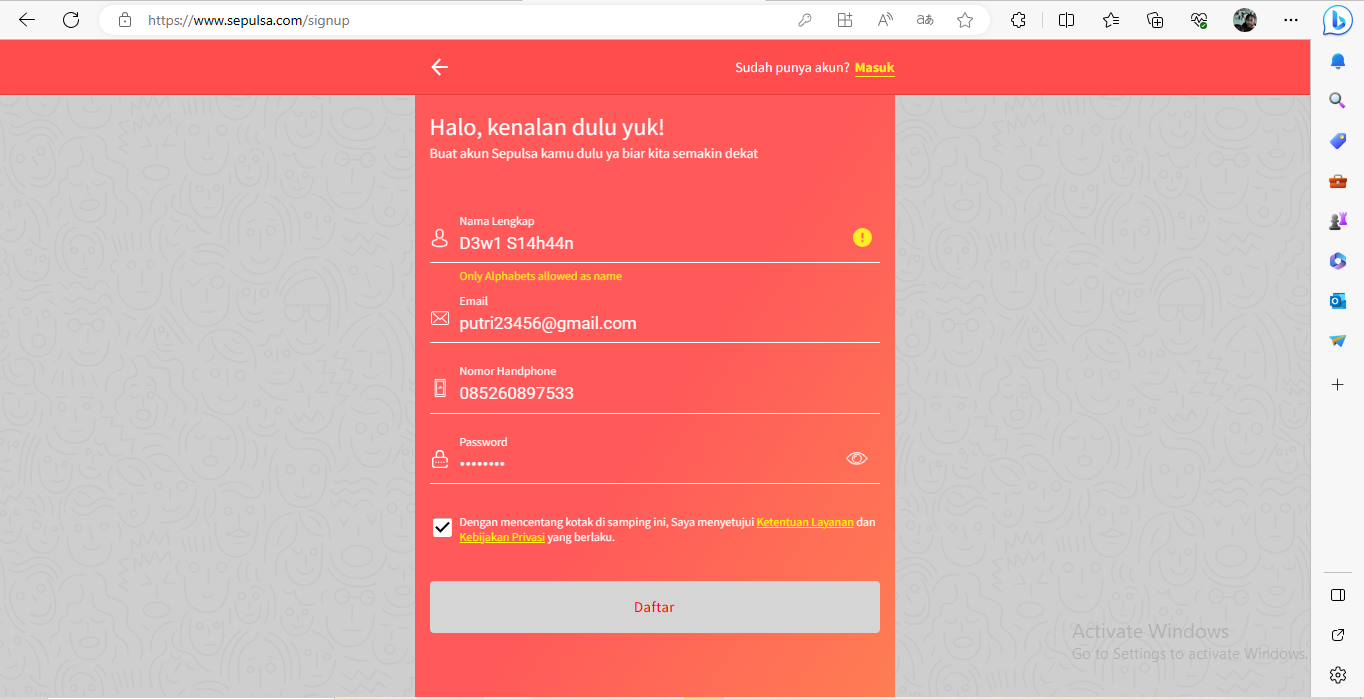 https://www.sepulsa.com/signup
Sudah punya akun? Masuk
Halo, kenalan dulu yuk!
Buat akun Sepulsa kamu dulu ya biar kita semakin dekat
Nama Lengkap
D3w1 S14h44n
Only Alphabets allowed as name
Email
putri23456@gmail.com
Nomor Handphone
085260897533
Password
••••••••
Dengan mencentang kotak di samping ini, Saya menyetujui Ketentuan Layanan dan
Kebijakan Privasi yang berlaku.
Daftar
Activate Windows
Go to Settings to activate Windows.